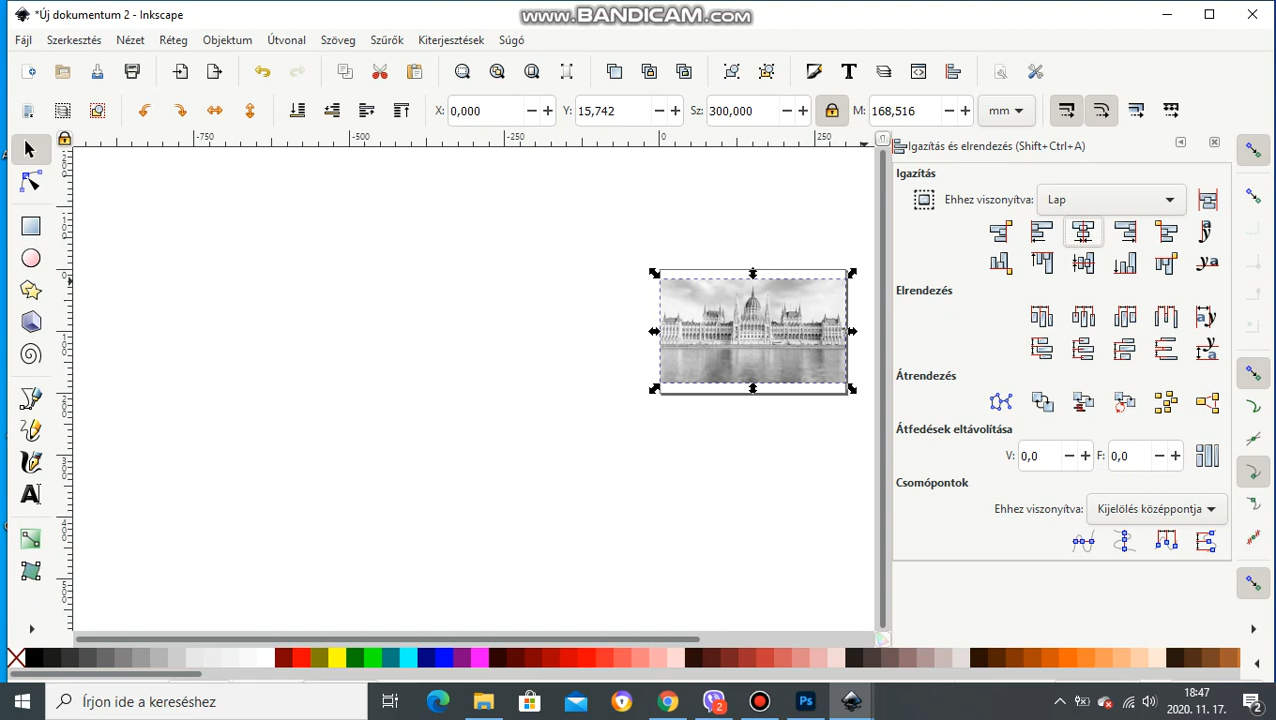 *Új dokumentum 2 - Inkscape
www.BANDICAM.com
Fájl Szerkesztés Nézet Réteg Objektum Útvonal Szöveg Szűrők Kiterjesztések Súgó
X: 0,000 Y: 15,742 Sz: 300,000 M: 168,516 mm
-750 -500 -250 0 250
Igazítás és elrendezés (Shift+Ctrl+A)
Igazítás
Ehhez viszonyítva: Lap
Elrendezés
Átrendezés
Átfedések eltávolítása
V: 0,0 F: 0,0
Csomópontok
Ehhez viszonyítva: Kijelölés középpontja
Írjon ide a kereséshez
2
18:47
2020. 11. 17.
2